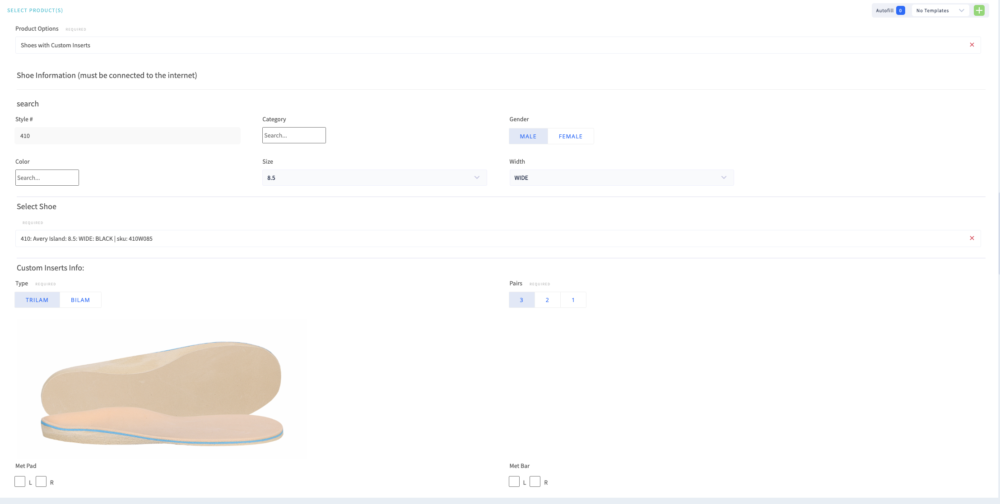 SELECT PRODUCT(S)
Autofill 0 No Templates
Product Options REQUIRED
Shoes with Custom Inserts
Shoe Information (must be connected to the internet)
search
Style # Category Gender
410 Search... MALE FEMALE
Color Size Width
Search... 8.5 WIDE
Select Shoe
REQUIRED
410: Avery Island: 8.5: WIDE: BLACK | sku: 410W085
Custom Inserts Info:
Type REQUIRED Pairs REQUIRED
TRILAM BILAM 3 2 1
Met Pad Met Bar
L R L R